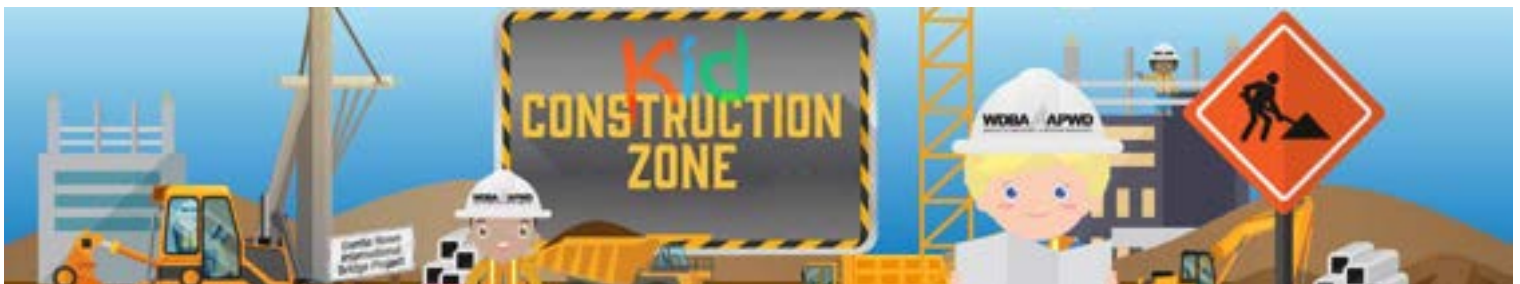 Kid
CONSTRUCTION
ZONE
WDBA APWD
WDBA APWD
Gordie Howe
International
Bridge Project